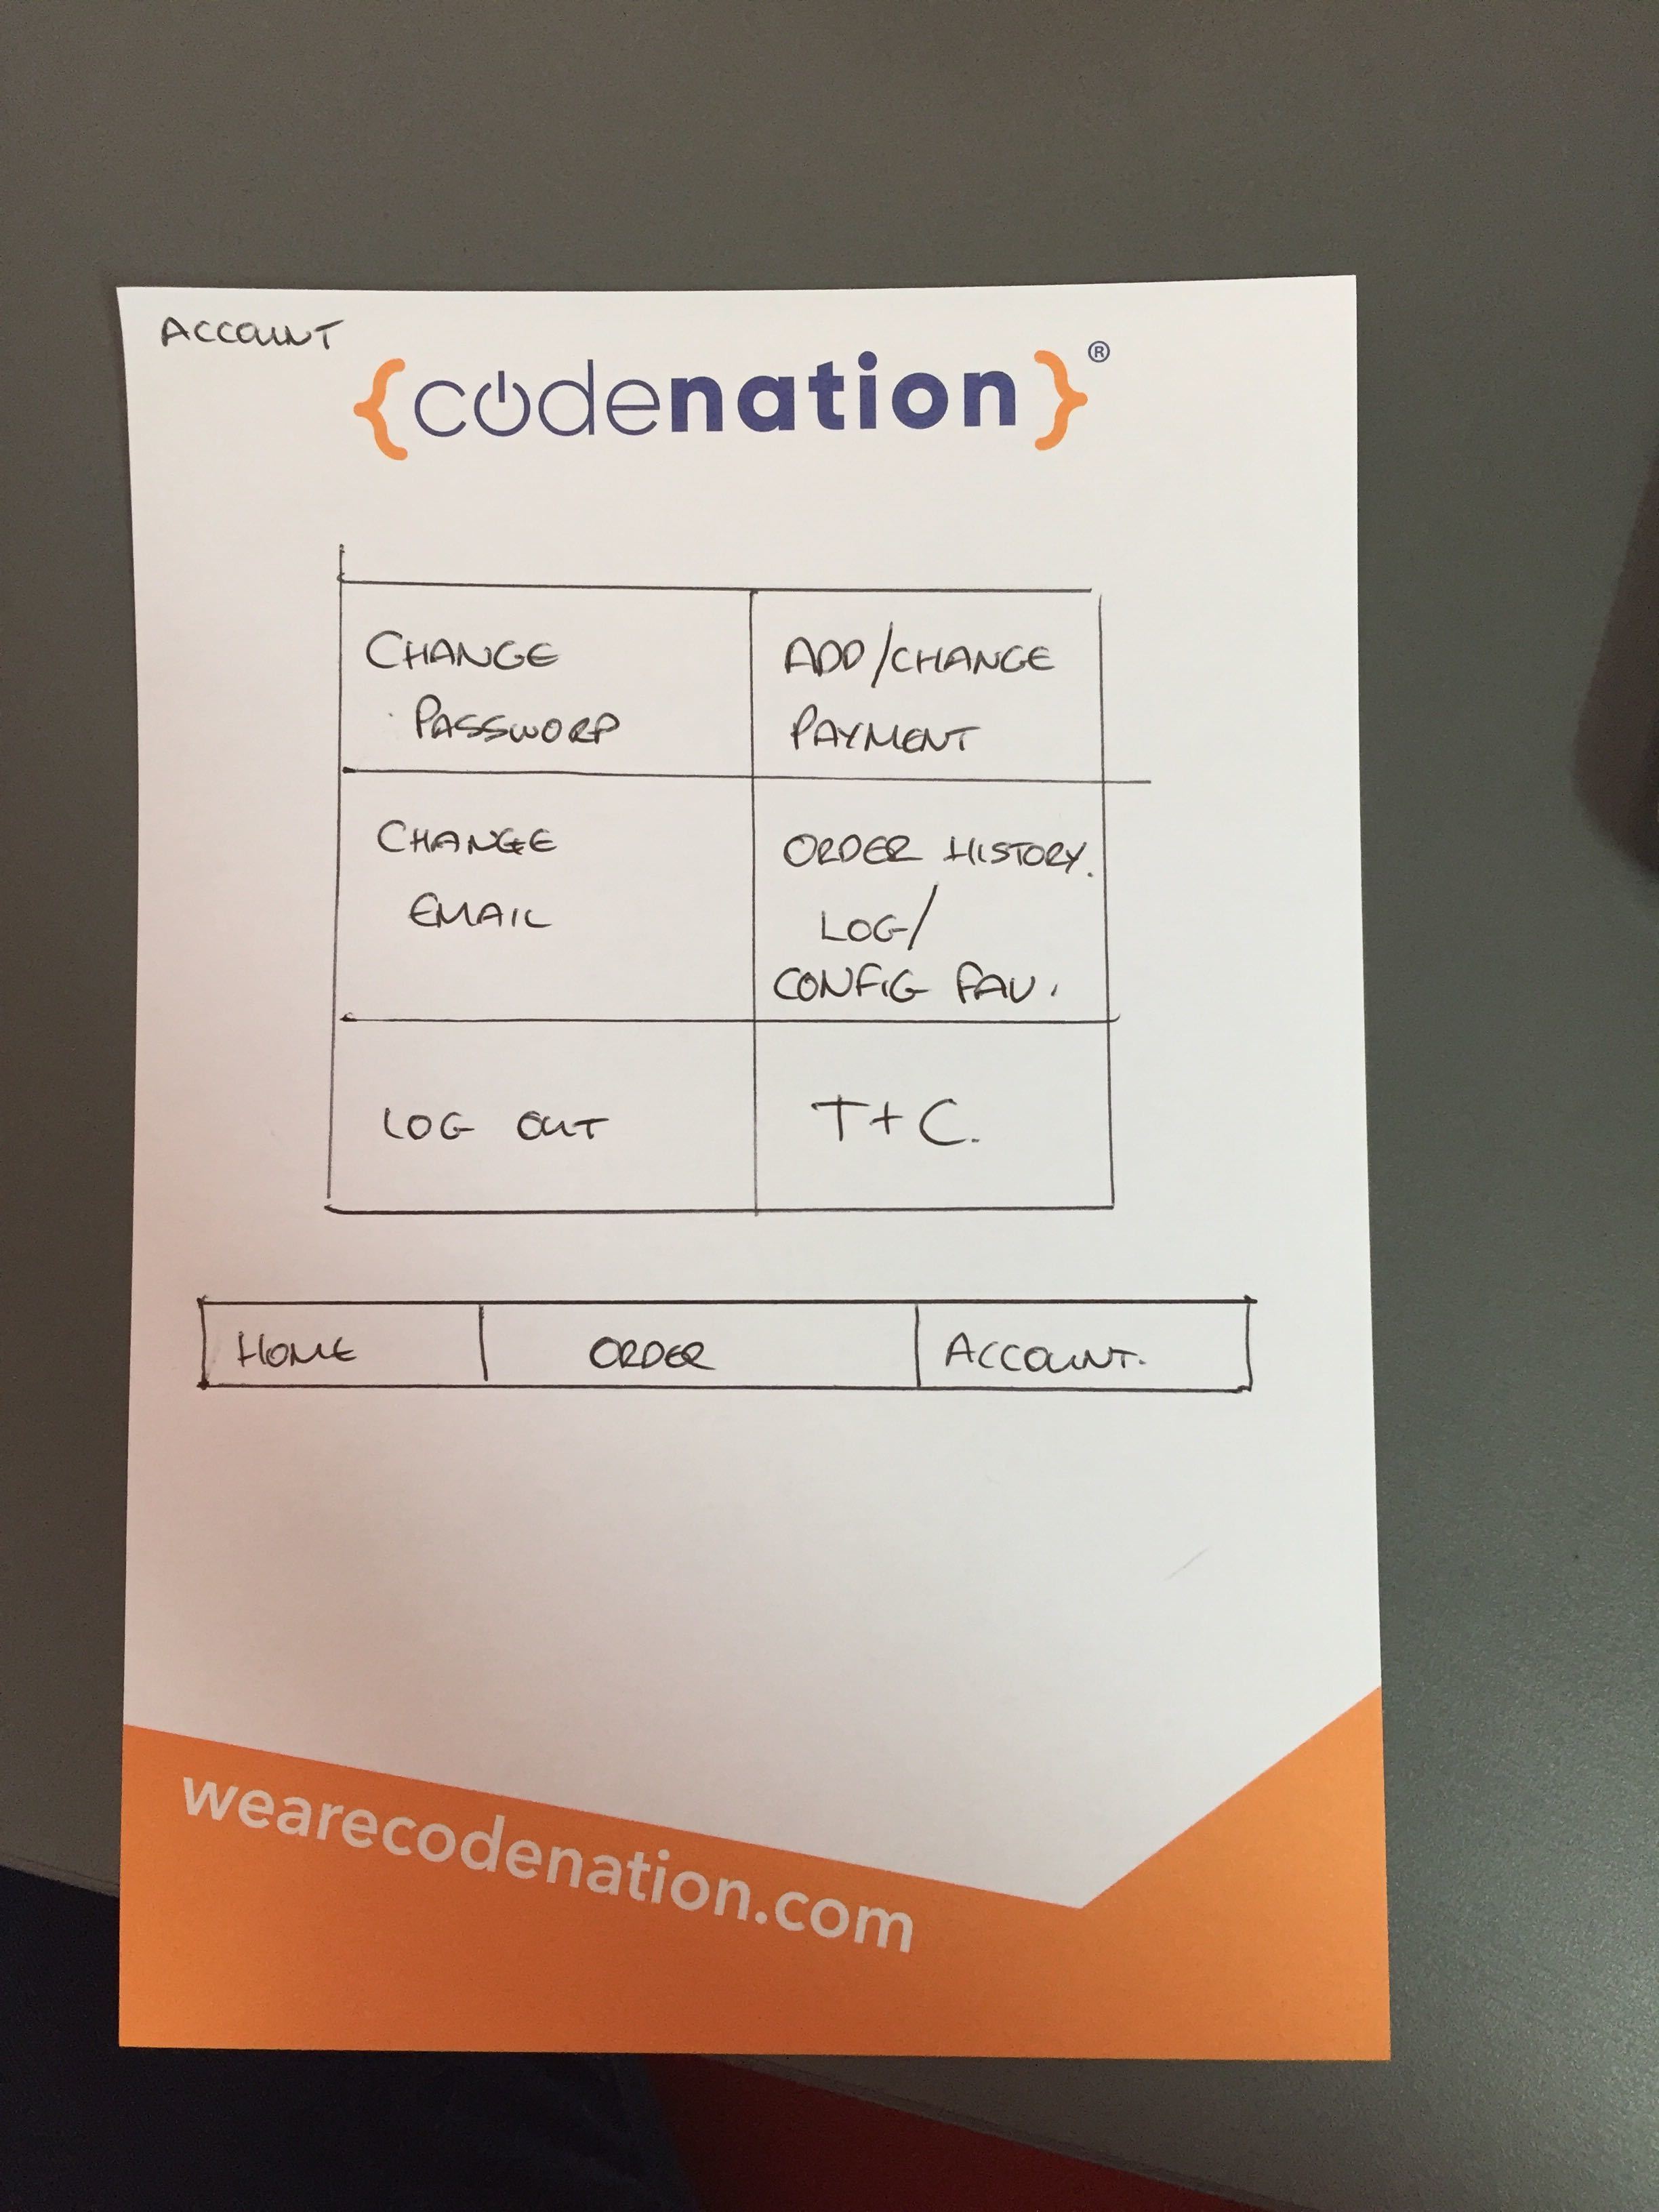 ACCOUNT
{codenation}®
CHANGE PASSWORD
ADD/CHANGE PAYMENT
CHANGE EMAIL
ORDER HISTORY.
LOG/
CONFIG FAV.
LOG OUT
T+C.
HOME
ORDER
ACCOUNT.
wearecodenation.com